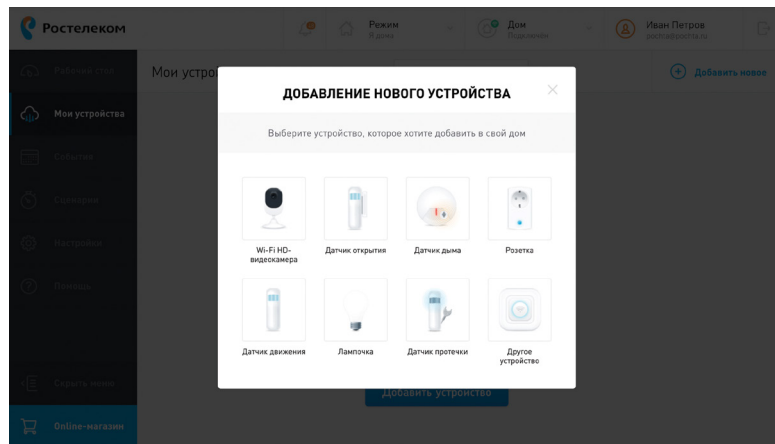 Ростелеком
Режим
Я дома
Дом
Подключен
Иван Петров
Рабочий стол
Мои устро
Добавить новое
Мои устройства
События
Сценарии
Настройки
Помощь
Скрыть меню
Online-магазин
ДОБАВЛЕНИЕ НОВОГО УСТРОЙСТВА
Выберите устройство, которое хотите добавить в свой дом
Wi-Fi HD-
видеокамера
Датчик открытия
Датчик дыма
Розетка
Датчик движения
Лампочка
Датчик протечки
Другое
устройство
Добавить устройство